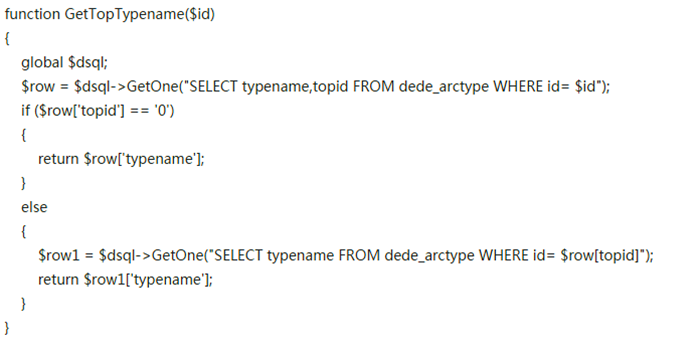 function GetTopTypename($id)
{
global $dsql;
$row = $dsql->GetOne("SELECT typename,topid FROM dede_arctype WHERE id= $id");
if ($row['topid'] == '0')
{
return $row['typename'];
}
else
{
$row1 = $dsql->GetOne("SELECT typename FROM dede_arctype WHERE id= $row[topid]");
return $row1['typename'];
}
}